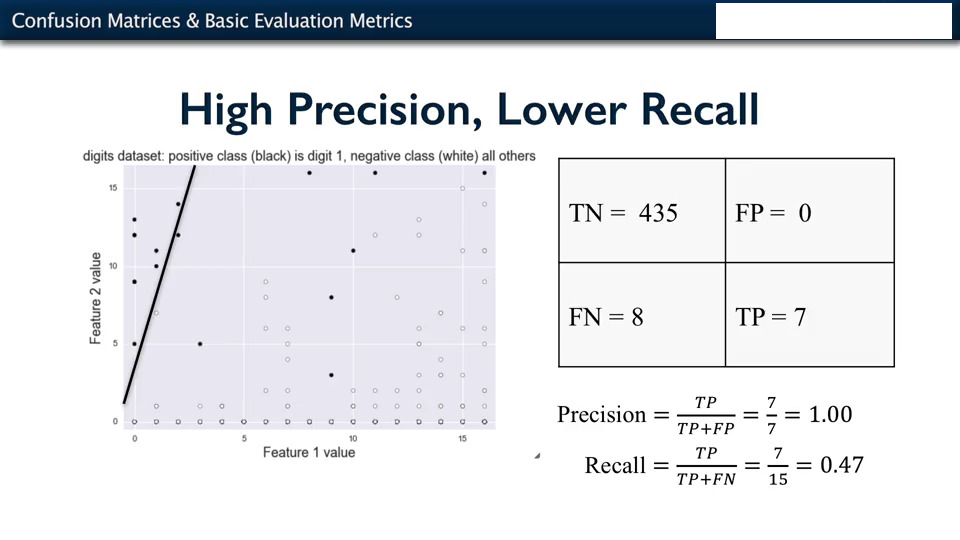 Confusion Matrices & Basic Evaluation Metrics
High Precision, Lower Recall
digits dataset: positive class (black) is digit 1, negative class (white) all others
15
10
5
0
Feature 2 value
0 5 10 15
Feature 1 value
TN = 435 FP = 0
FN = 8 TP = 7
Precision = TP/TP+FP = 7/7 = 1.00
Recall = TP/TP+FN = 7/15 = 0.47